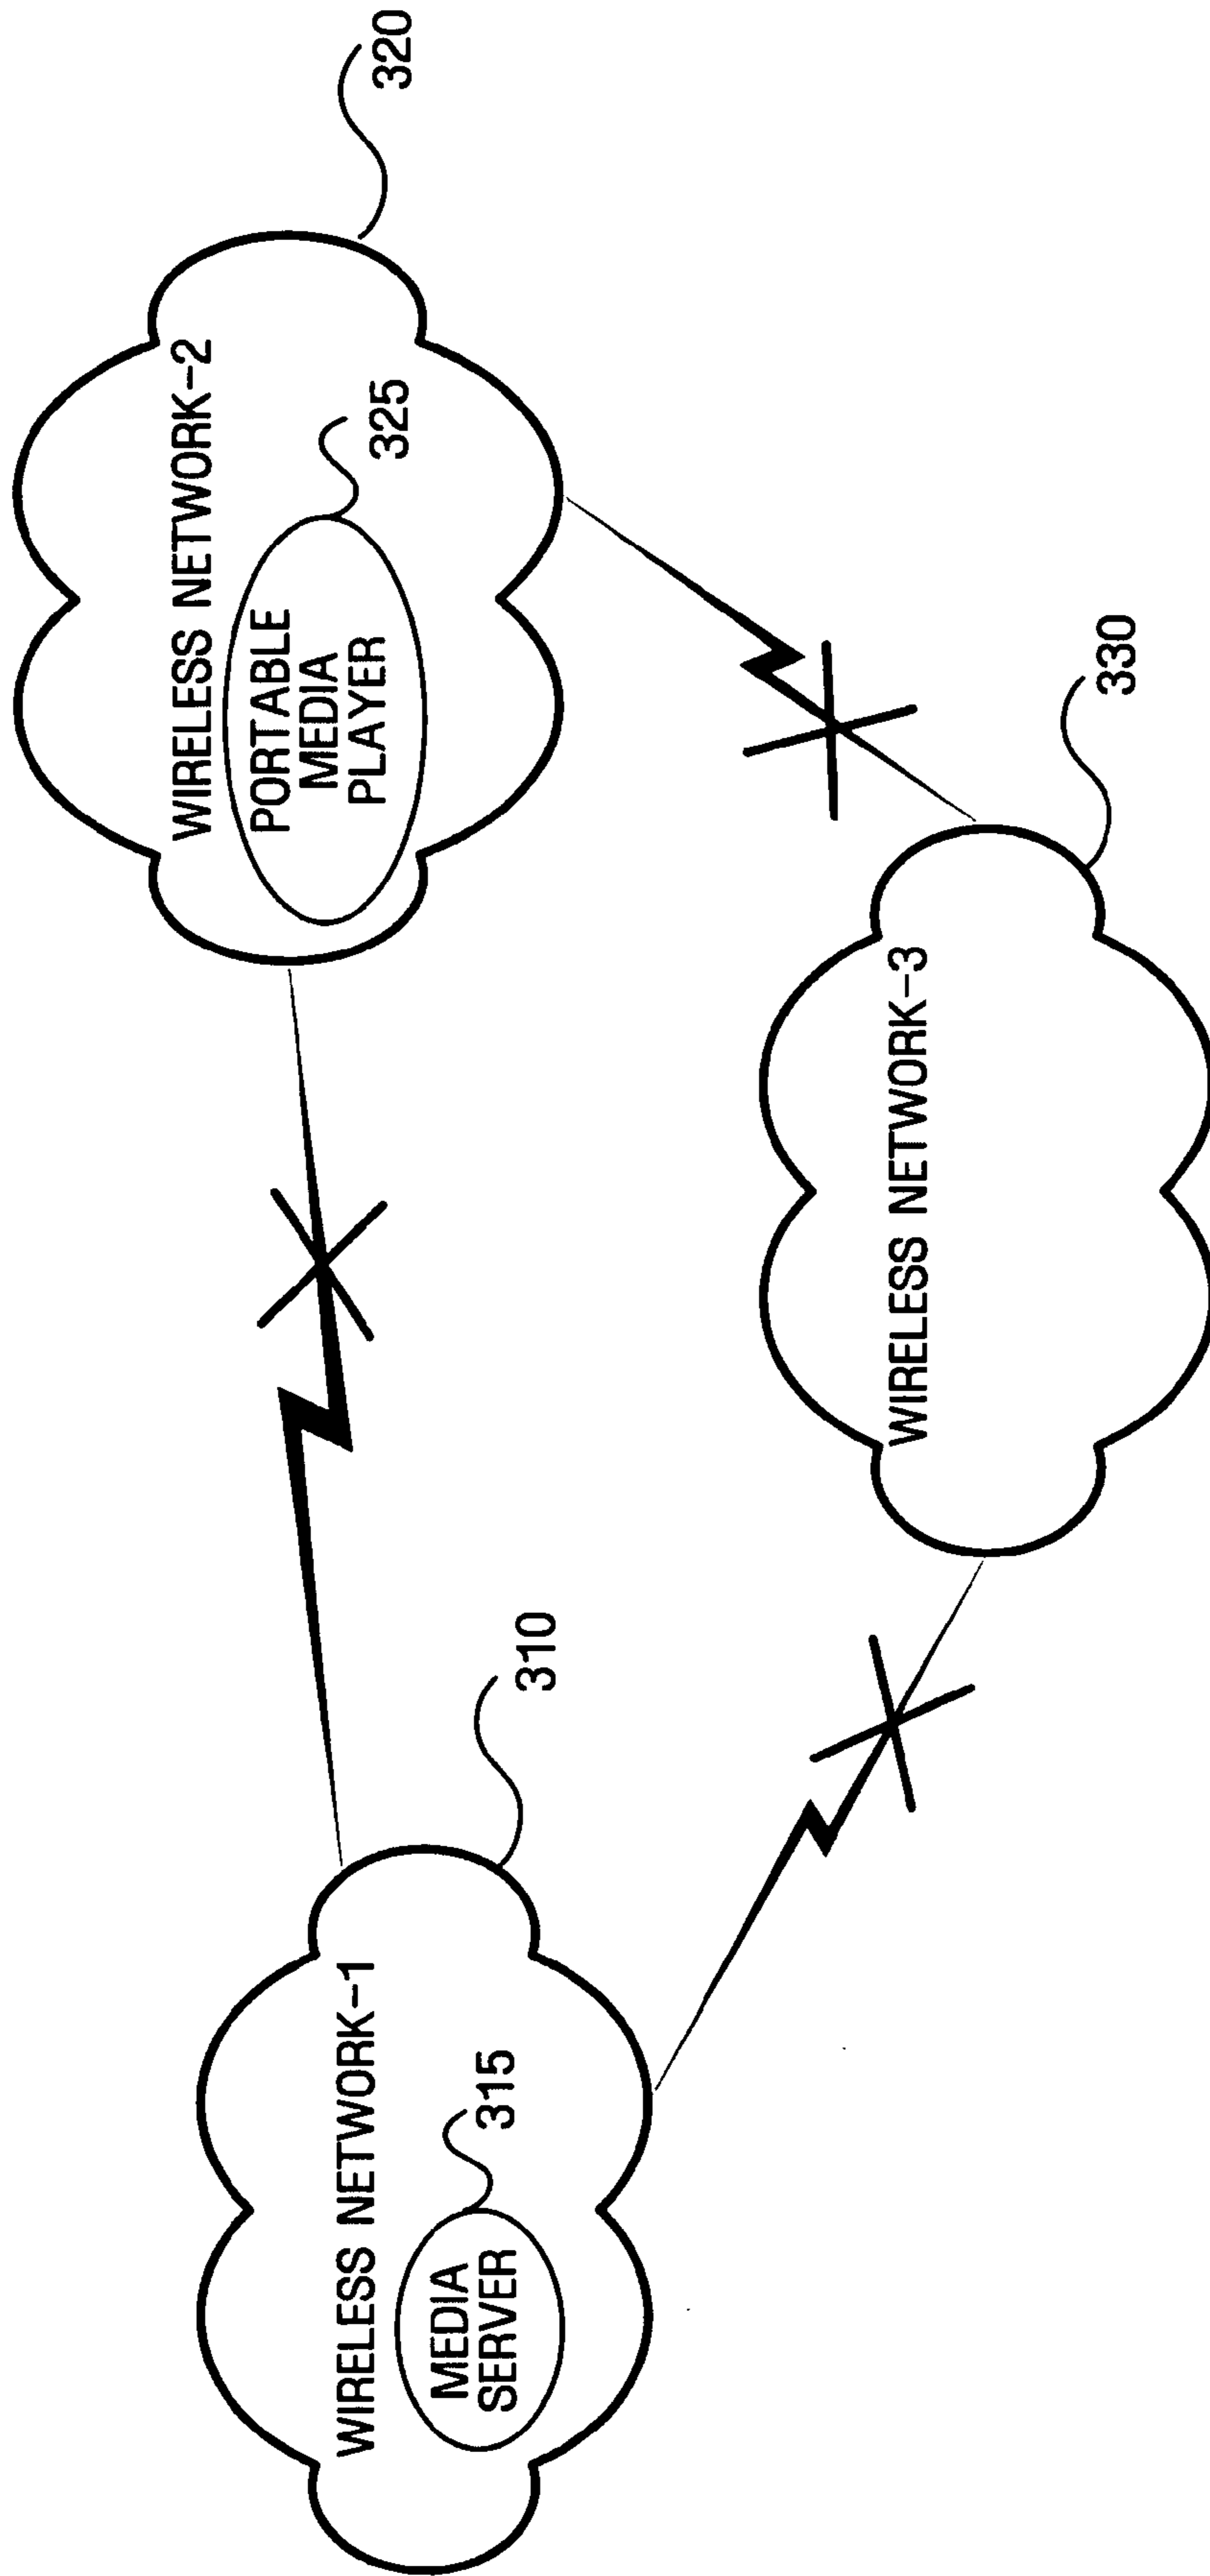 WIRELESS NETWORK-1
MEDIA
SERVER
315
310
WIRELESS NETWORK-2
PORTABLE
MEDIA
PLAYER
325
320
WIRELESS NETWORK-3
330